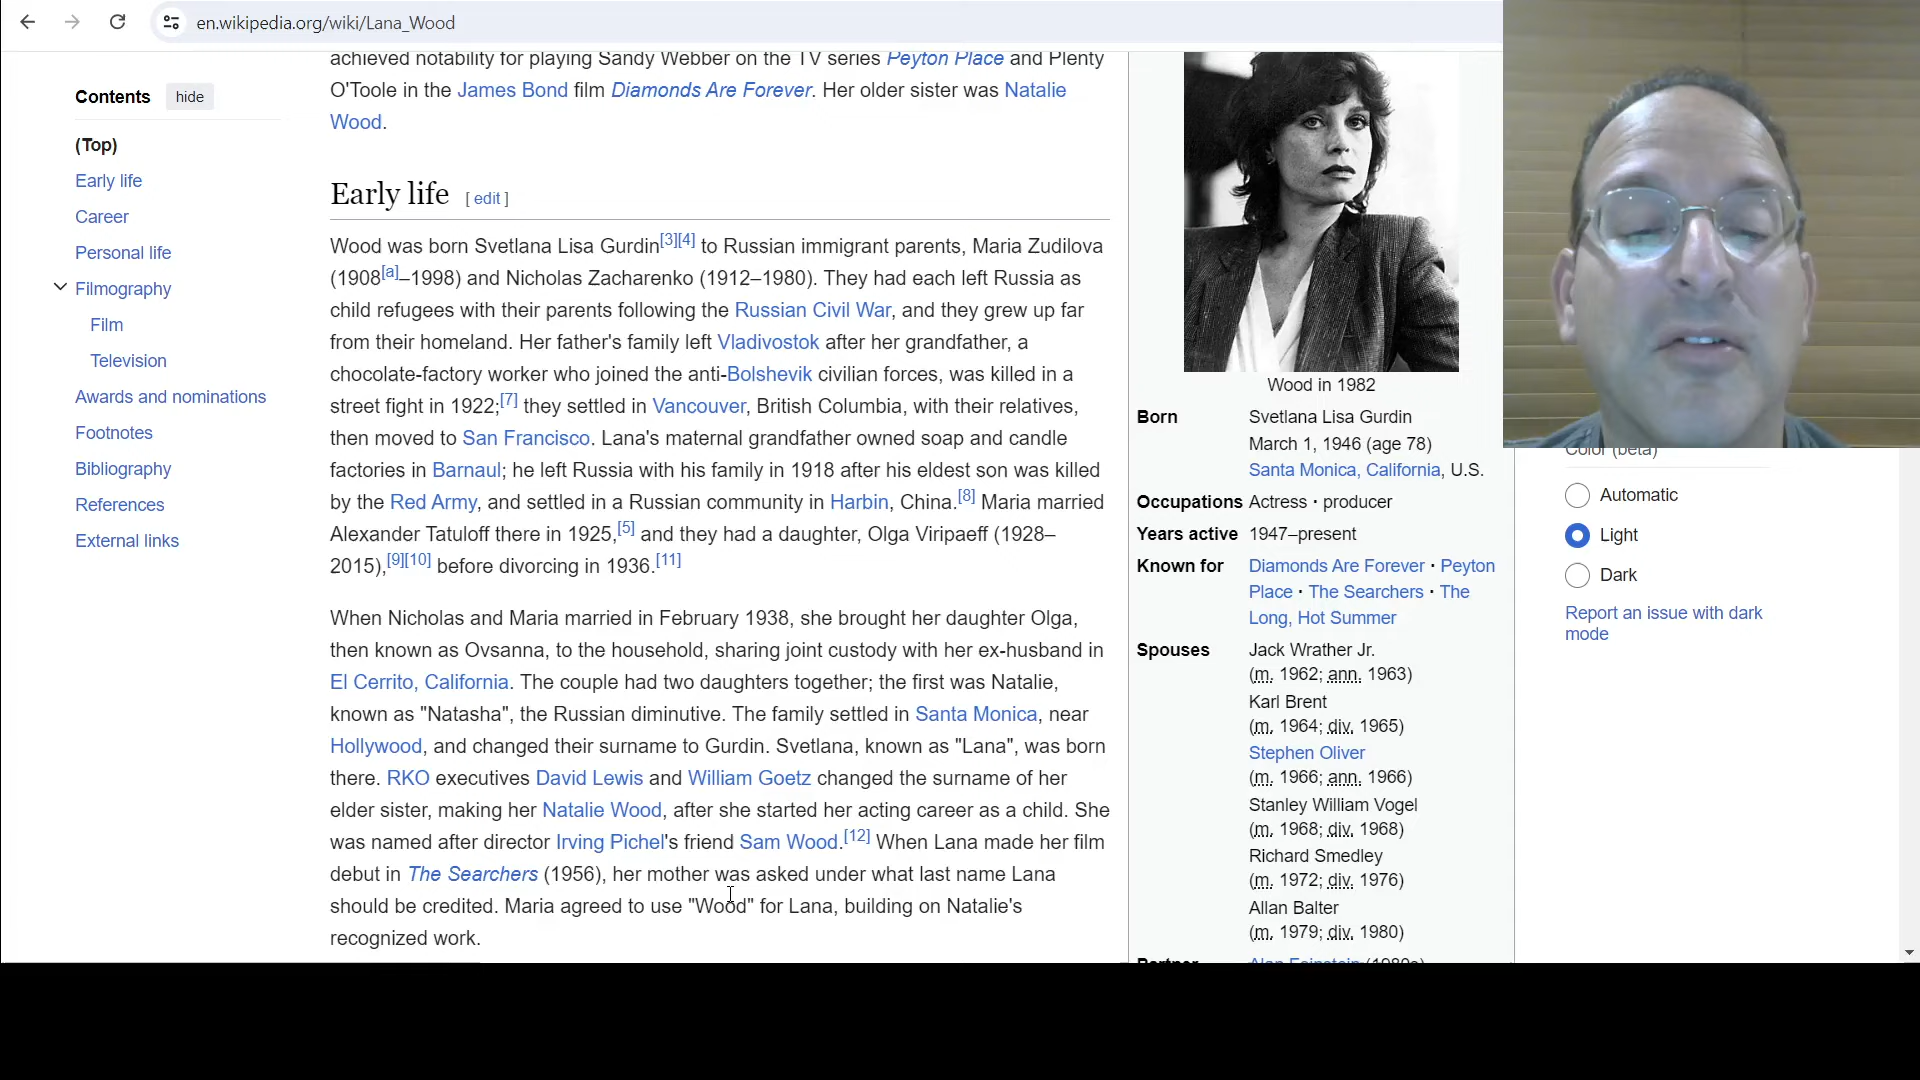 en.wikipedia.org/wiki/Lana_Wood
Contents hide
(Top)
Early life
Career
Personal life
Filmography
Film
Television
Awards and nominations
Footnotes
Bibliography
References
External links
achieved notability for playing Sandy Webber on the TV series Peyton Place and Plenty
O'Toole in the James Bond film Diamonds Are Forever. Her older sister was Natalie
Wood.
Early life [ edit ]
Wood was born Svetlana Lisa Gurdin[3][4] to Russian immigrant parents, Maria Zudilova
(1908[a]–1998) and Nicholas Zacharenko (1912–1980). They had each left Russia as
child refugees with their parents following the Russian Civil War, and they grew up far
from their homeland. Her father's family left Vladivostok after her grandfather, a
chocolate-factory worker who joined the anti-Bolshevik civilian forces, was killed in a
street fight in 1922;[7] they settled in Vancouver, British Columbia, with their relatives,
then moved to San Francisco. Lana's maternal grandfather owned soap and candle
factories in Barnaul; he left Russia with his family in 1918 after his eldest son was killed
by the Red Army, and settled in a Russian community in Harbin, China.[8] Maria married
Alexander Tatuloff there in 1925,[5] and they had a daughter, Olga Viripaeff (1928–
2015),[9][10] before divorcing in 1936.[11]
When Nicholas and Maria married in February 1938, she brought her daughter Olga,
then known as Ovsanna, to the household, sharing joint custody with her ex-husband in
El Cerrito, California. The couple had two daughters together; the first was Natalie,
known as "Natasha", the Russian diminutive. The family settled in Santa Monica, near
Hollywood, and changed their surname to Gurdin. Svetlana, known as "Lana", was born
there. RKO executives David Lewis and William Goetz changed the surname of her
elder sister, making her Natalie Wood, after she started her acting career as a child. She
was named after director Irving Pichel's friend Sam Wood.[12] When Lana made her film
debut in The Searchers (1956), her mother was asked under what last name Lana
should be credited. Maria agreed to use "Wood" for Lana, building on Natalie's
recognized work.
Wood in 1982
Born Svetlana Lisa Gurdin
March 1, 1946 (age 78)
Santa Monica, California, U.S.
Occupations Actress · producer
Years active 1947–present
Known for Diamonds Are Forever · Peyton
Place · The Searchers · The
Long, Hot Summer
Spouses Jack Wrather Jr.
(m. 1962; ann. 1963)
Karl Brent
(m. 1964; div. 1965)
Stephen Oliver
(m. 1966; ann. 1966)
Stanley William Vogel
(m. 1968; div. 1968)
Richard Smedley
(m. 1972; div. 1976)
Allan Balter
(m. 1979; div. 1980)
Partner Alan Feinstein (1980s)
Color (beta)
Automatic
Light
Dark
Report an issue with dark
mode